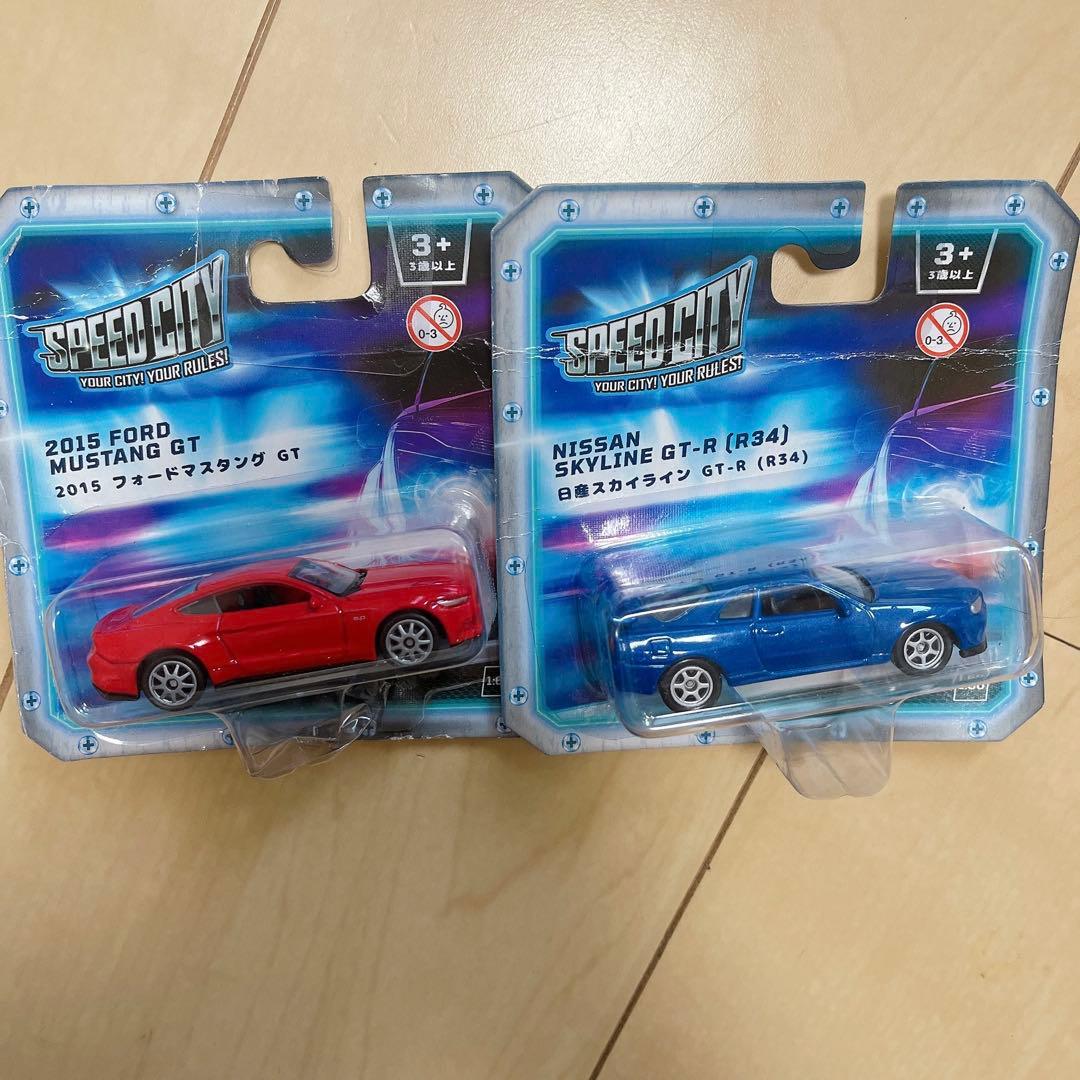 3+
3歳以上
0-3
SPEED CITY
YOUR CITY! YOUR RULES!
2015 FORD
MUSTANG GT
2015 フォードマスタング GT
5.0
3+
3歳以上
0-3
SPEED CITY
YOUR CITY! YOUR RULES!
NISSAN
SKYLINE GT-R (R34)
日産スカイライン GT-R (R34)